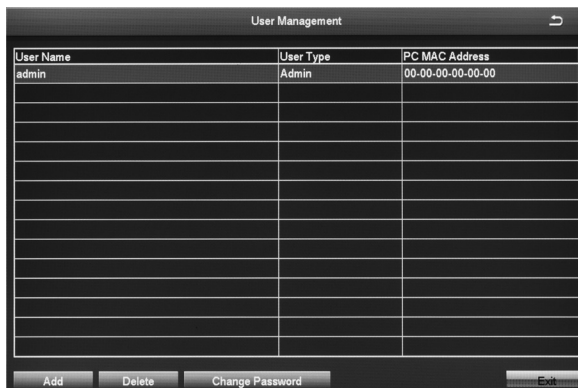 User Management
User Name User Type PC MAC Address
admin Admin 00-00-00-00-00-00
Add Delete Change Password Exit